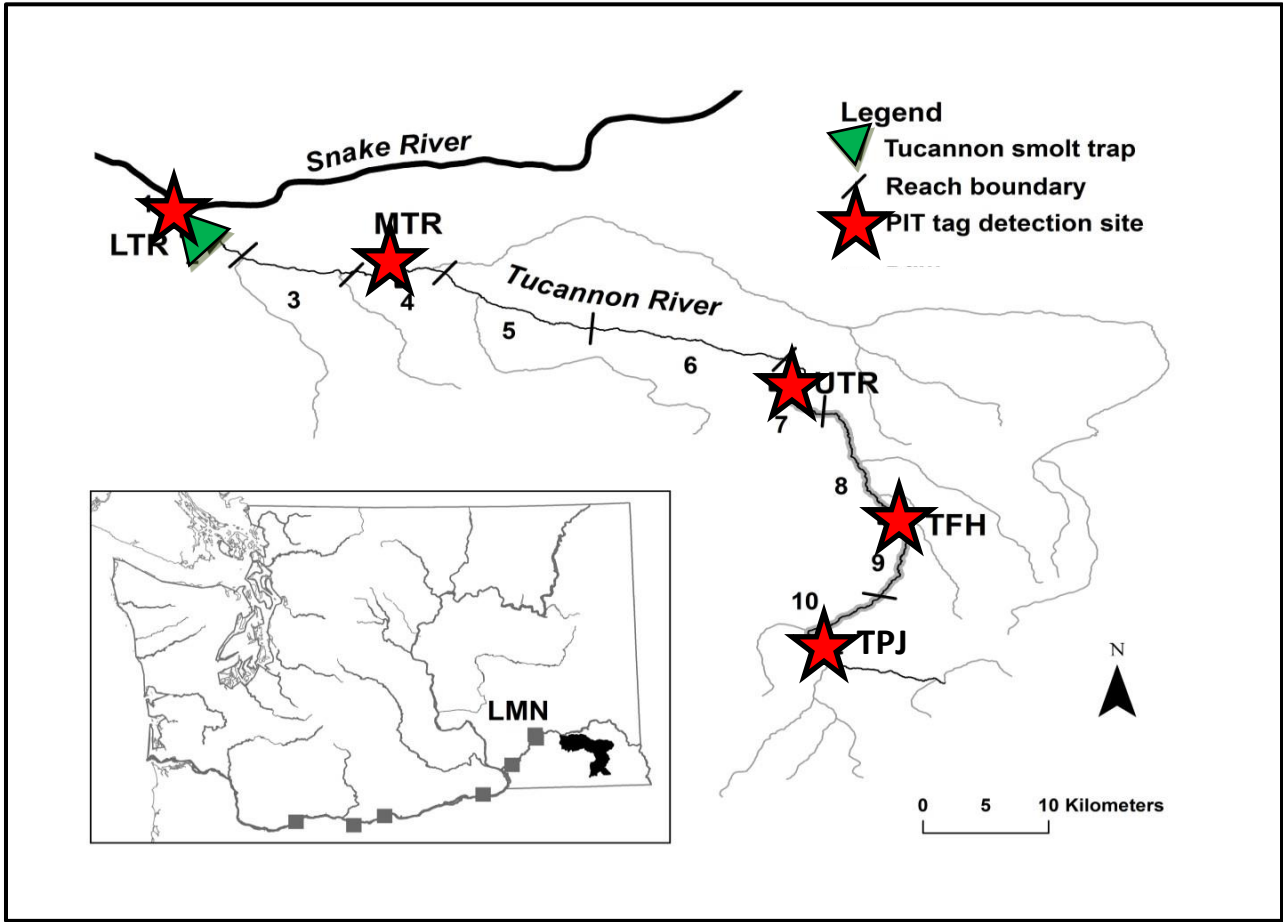 Legend
Tucannon smolt trap
Reach boundary
PIT tag detection site
Snake River
LTR
MTR
Tucannon River
3
4
5
6
UTR
7
8
TFH
9
10
TPJ
N
LMN
0 5 10 Kilometers